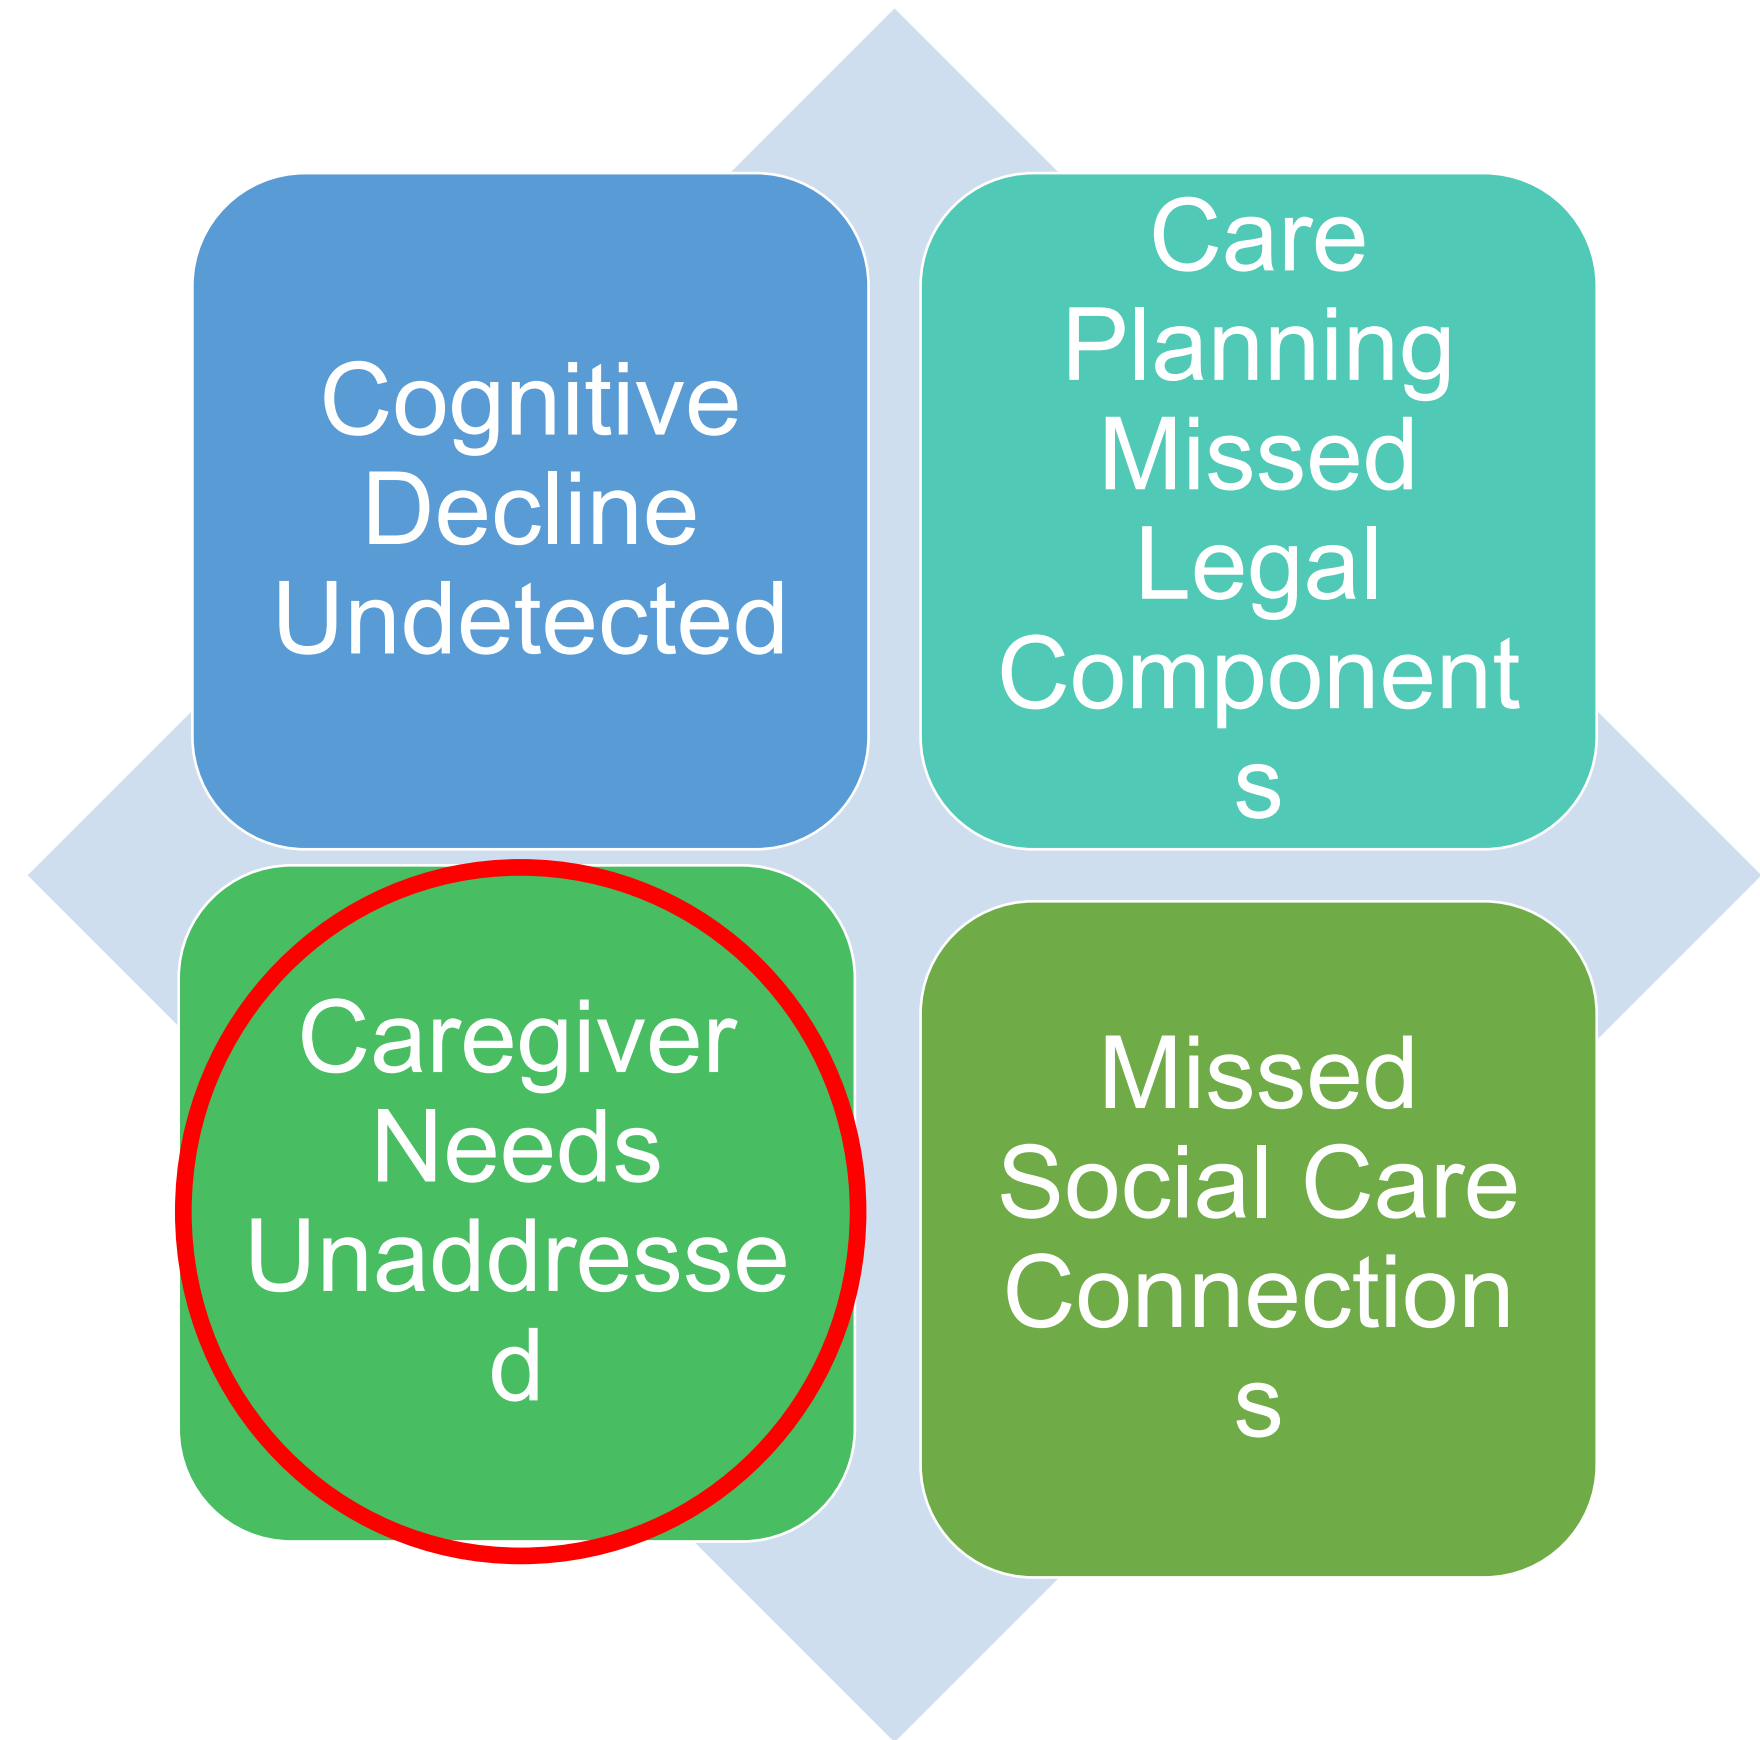 Cognitive
Decline
Undetected
Care
Planning
Missed
Legal
Component
s
Caregiver
Needs
Unaddresse
d
Missed
Social Care
Connection
s